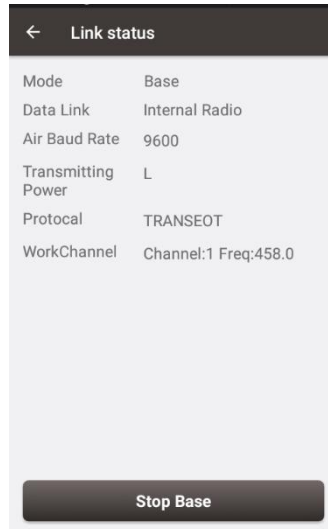 Link status
Mode Base
Data Link Internal Radio
Air Baud Rate 9600
Transmitting
Power L
Protocal TRANSEOT
WorkChannel Channel:1 Freq:458.0
Stop Base